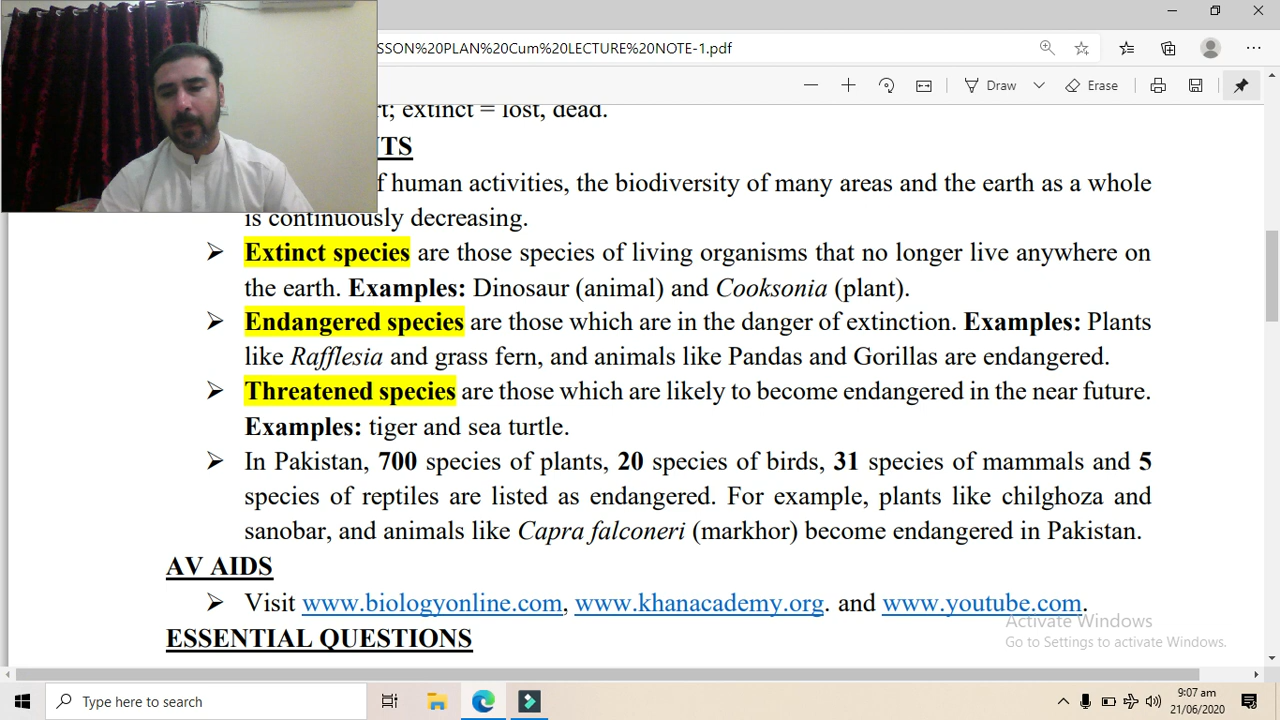 SSON%20PLAN%20Cum%20LECTURE%20NOTE-1.pdf
Draw
Erase
extinct = lost, dead.
NTS
f human activities, the biodiversity of many areas and the earth as a whole
is continuously decreasing.
➢ Extinct species are those species of living organisms that no longer live anywhere on
the earth. Examples: Dinosaur (animal) and Cooksonia (plant).
➢ Endangered species are those which are in the danger of extinction. Examples: Plants
like Rafflesia and grass fern, and animals like Pandas and Gorillas are endangered.
➢ Threatened species are those which are likely to become endangered in the near future.
Examples: tiger and sea turtle.
➢ In Pakistan, 700 species of plants, 20 species of birds, 31 species of mammals and 5
species of reptiles are listed as endangered. For example, plants like chilghoza and
sanobar, and animals like Capra falconeri (markhor) become endangered in Pakistan.
AV AIDS
➢ Visit www.biologyonline.com, www.khanacademy.org. and www.youtube.com.
ESSENTIAL QUESTIONS
Activate Windows
Go to Settings to activate Windows.
Type here to search
9:07 am
21/06/2020